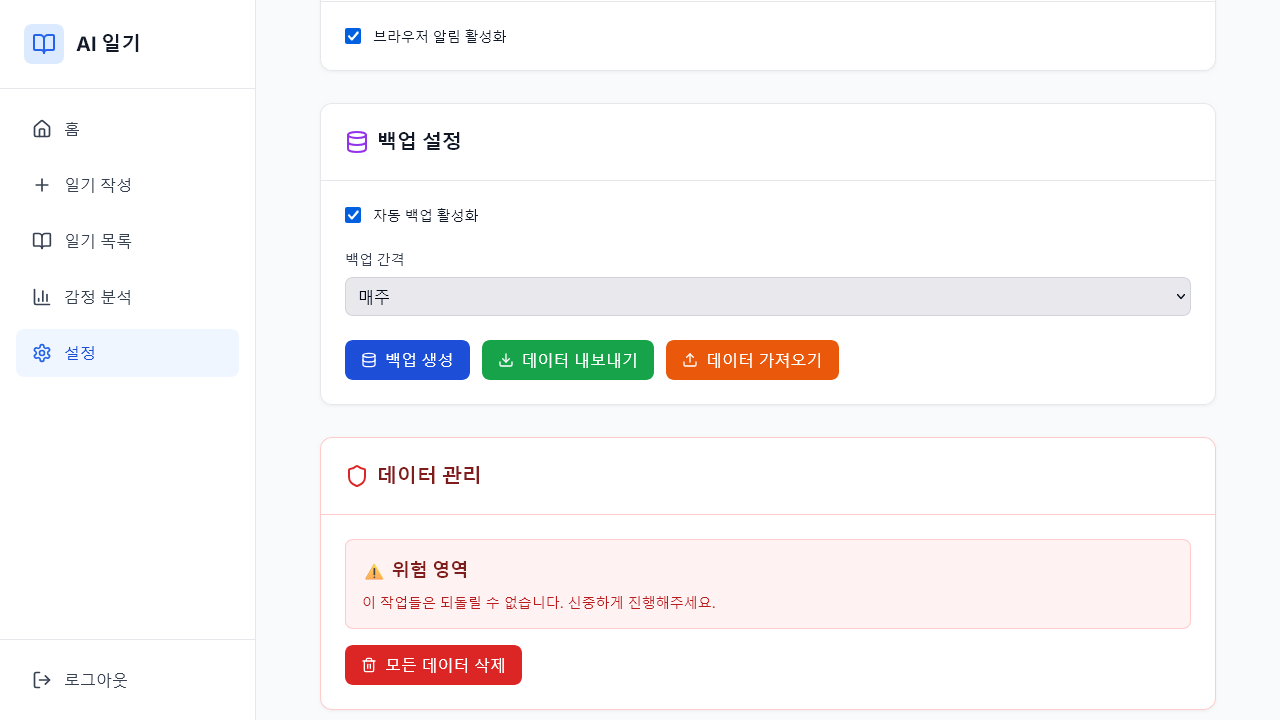 AI 일기
홈
일기 작성
일기 목록
감정 분석
설정
로그아웃
브라우저 알림 활성화
백업 설정
자동 백업 활성화
백업 간격
매주
백업 생성
데이터 내보내기
데이터 가져오기
데이터 관리
⚠️ 위험 영역
이 작업들은 되돌릴 수 없습니다. 신중하게 진행해주세요.
모든 데이터 삭제